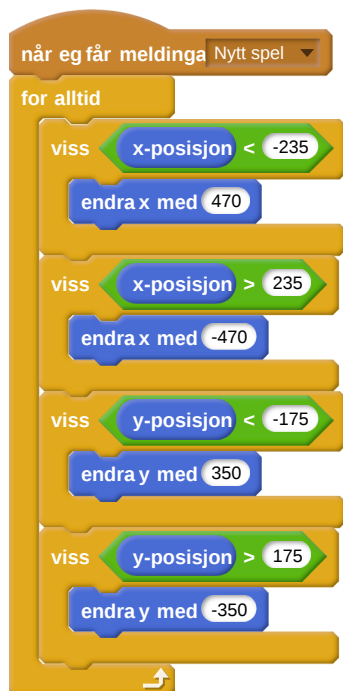 når eg får meldinga Nytt spel
for alltid
viss x-posisjon < -235
endra x med 470
viss x-posisjon > 235
endra x med -470
viss y-posisjon < -175
endra y med 350
viss y-posisjon > 175
endra y med -350